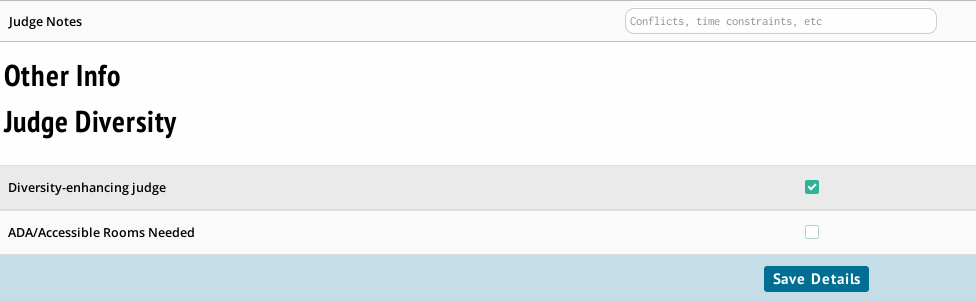 Judge Notes
Conflicts, time constraints, etc
Other Info
Judge Diversity
Diversity-enhancing judge
ADA/Accessible Rooms Needed
Save Details